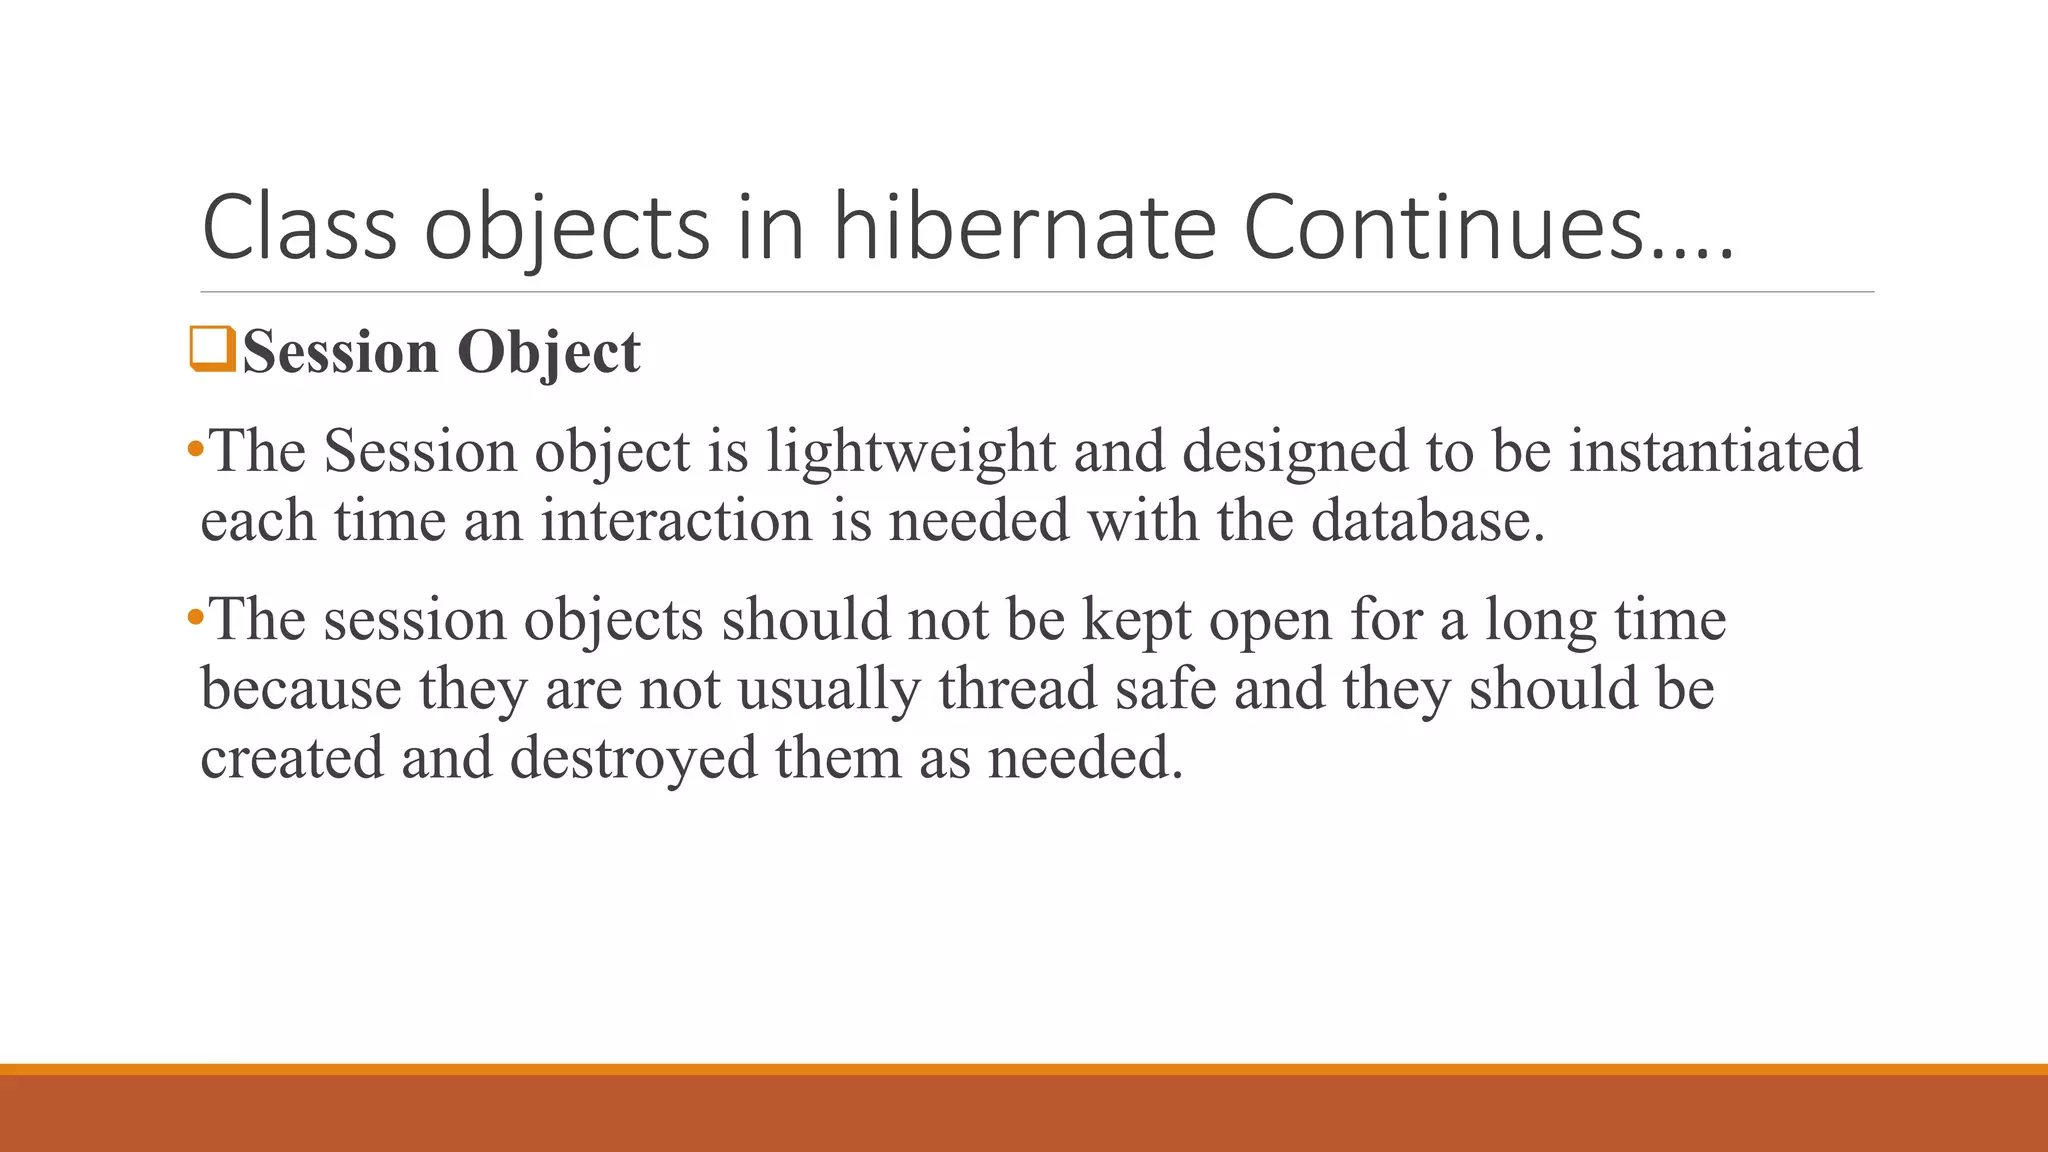 Class objects in hibernate Continues....
❑Session Object
•The Session object is lightweight and designed to be instantiated
each time an interaction is needed with the database.
•The session objects should not be kept open for a long time
because they are not usually thread safe and they should be
created and destroyed them as needed.